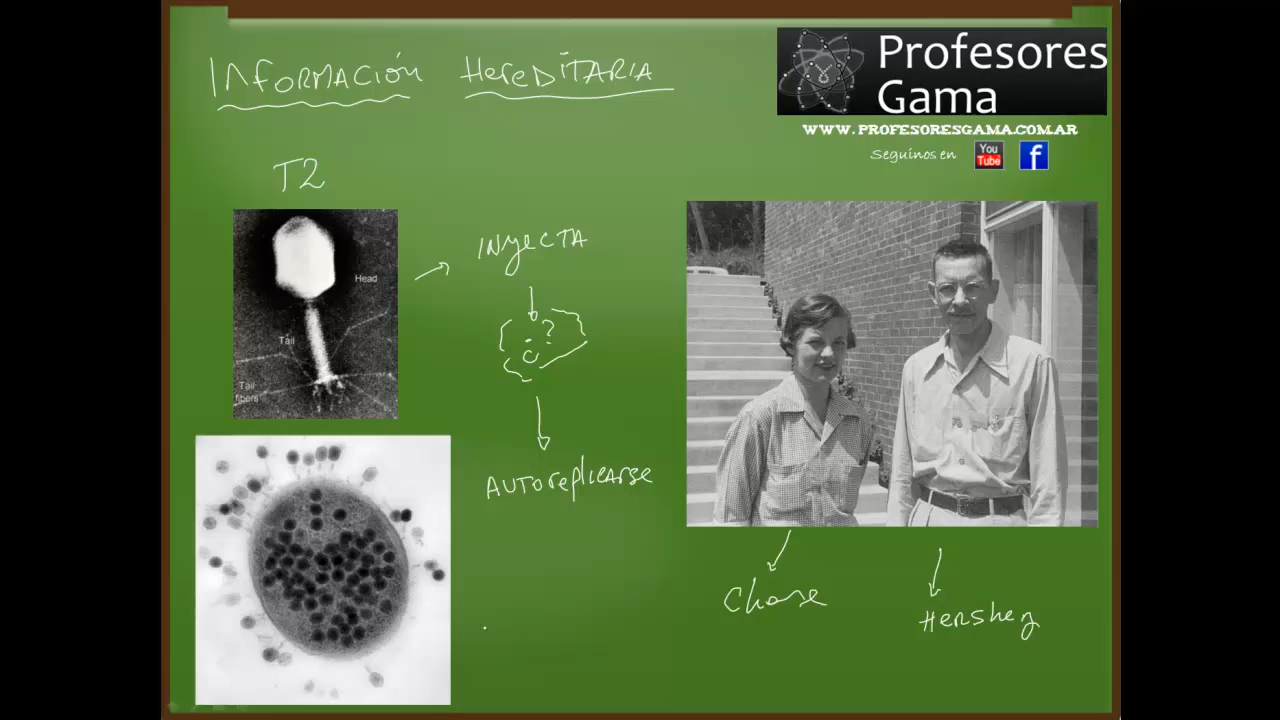 Información Hereditaria
Profesores
Gama
WWW.PROFESORESGAMA.COM.AR
Seguinos en
You
Tube
f
T2
Head
Tail
Tail
fibers
Inyecta
¿?
Autoreplicarse
Chase
Hershey